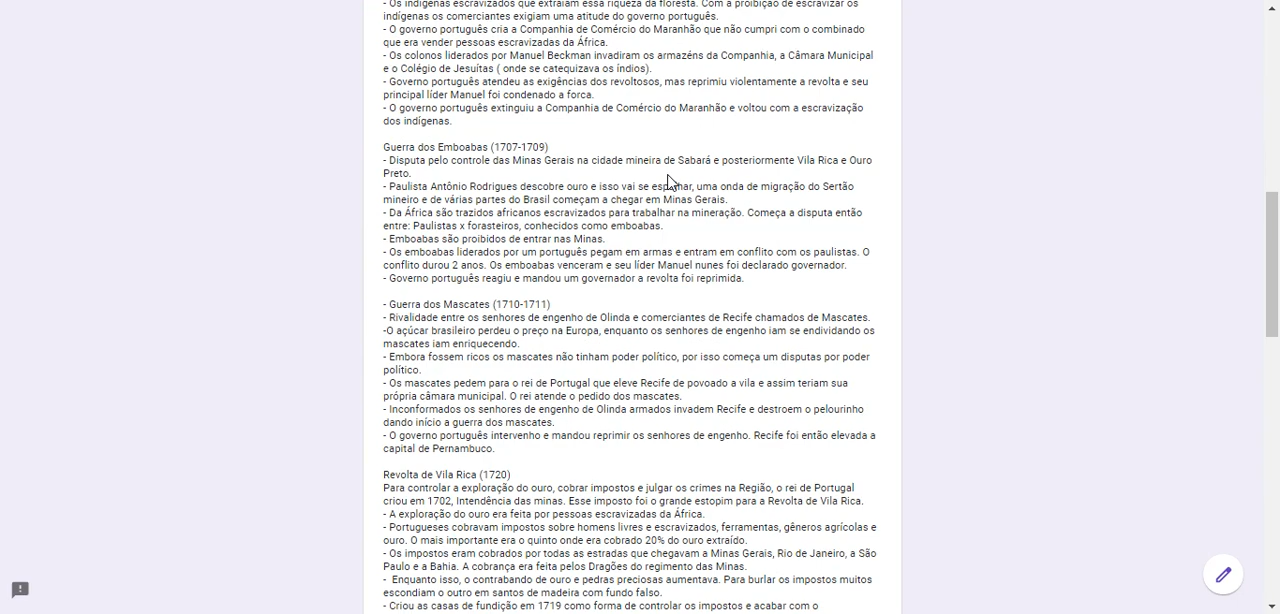 - Os indígenas escravizados que extraíam essa riqueza da floresta. Com a proibição de escravizar os
indígenas os comerciantes exigiam uma atitude do governo português.
- O governo português cria a Companhia de Comércio do Maranhão que não cumpri com o combinado
que era vender pessoas escravizadas da África.
- Os colonos liderados por Manuel Beckman invadiram os armazéns da Companhia, a Câmara Municipal
e o Colégio de Jesuítas ( onde se catequizava os índios).
- Governo português atendeu as exigências dos revoltosos, mas reprimiu violentamente a revolta e seu
principal líder Manuel foi condenado a forca.
- O governo português extinguiu a Companhia de Comércio do Maranhão e voltou com a escravização
dos indígenas.
Guerra dos Emboabas (1707-1709)
- Disputa pelo controle das Minas Gerais na cidade mineira de Sabará e posteriormente Vila Rica e Ouro
Preto.
- Paulista Antônio Rodrigues descobre ouro e isso vai se espalhar, uma onda de migração do Sertão
mineiro e de várias partes do Brasil começam a chegar em Minas Gerais.
- Da África são trazidos africanos escravizados para trabalhar na mineração. Começa a disputa então
entre: Paulistas x forasteiros, conhecidos como emboabas.
- Emboabas são proibidos de entrar nas Minas.
- Os emboabas liderados por um português pegam em armas e entram em conflito com os paulistas. O
conflito durou 2 anos. Os emboabas venceram e seu líder Manuel nunes foi declarado governador.
- Governo português reagiu e mandou um governador a revolta foi reprimida.
- Guerra dos Mascates (1710-1711)
- Rivalidade entre os senhores de engenho de Olinda e comerciantes de Recife chamados de Mascates.
-O açúcar brasileiro perdeu o preço na Europa, enquanto os senhores de engenho iam se endividando os
mascates iam enriquecendo.
- Embora fossem ricos os mascates não tinham poder político, por isso começa um disputas por poder
político.
- Os mascates pedem para o rei de Portugal que eleve Recife de povoado a vila e assim teriam sua
própria câmara municipal. O rei atende o pedido dos mascates.
- Inconformados os senhores de engenho de Olinda armados invadem Recife e destroem o pelourinho
dando início a guerra dos mascates.
- O governo português intervenho e mandou reprimir os senhores de engenho. Recife foi então elevada a
capital de Pernambuco.
Revolta de Vila Rica (1720)
Para controlar a exploração do ouro, cobrar impostos e julgar os crimes na Região, o rei de Portugal
criou em 1702, Intendência das minas. Esse imposto foi o grande estopim para a Revolta de Vila Rica.
- A exploração do ouro era feita por pessoas escravizadas da África.
- Portugueses cobravam impostos sobre homens livres e escravizados, ferramentas, gêneros agrícolas e
ouro. O mais importante era o quinto onde era cobrado 20% do ouro extraído.
- Os impostos eram cobrados por todas as estradas que chegavam a Minas Gerais, Rio de Janeiro, a São
Paulo e a Bahia. A cobrança era feita pelos Dragões do regimento das Minas.
- Enquanto isso, o contrabando de ouro e pedras preciosas aumentava. Para burlar os impostos muitos
escondiam o outro em santos de madeira com fundo falso.
- Criou as casas de fundição em 1719 como forma de controlar os impostos e acabar com o